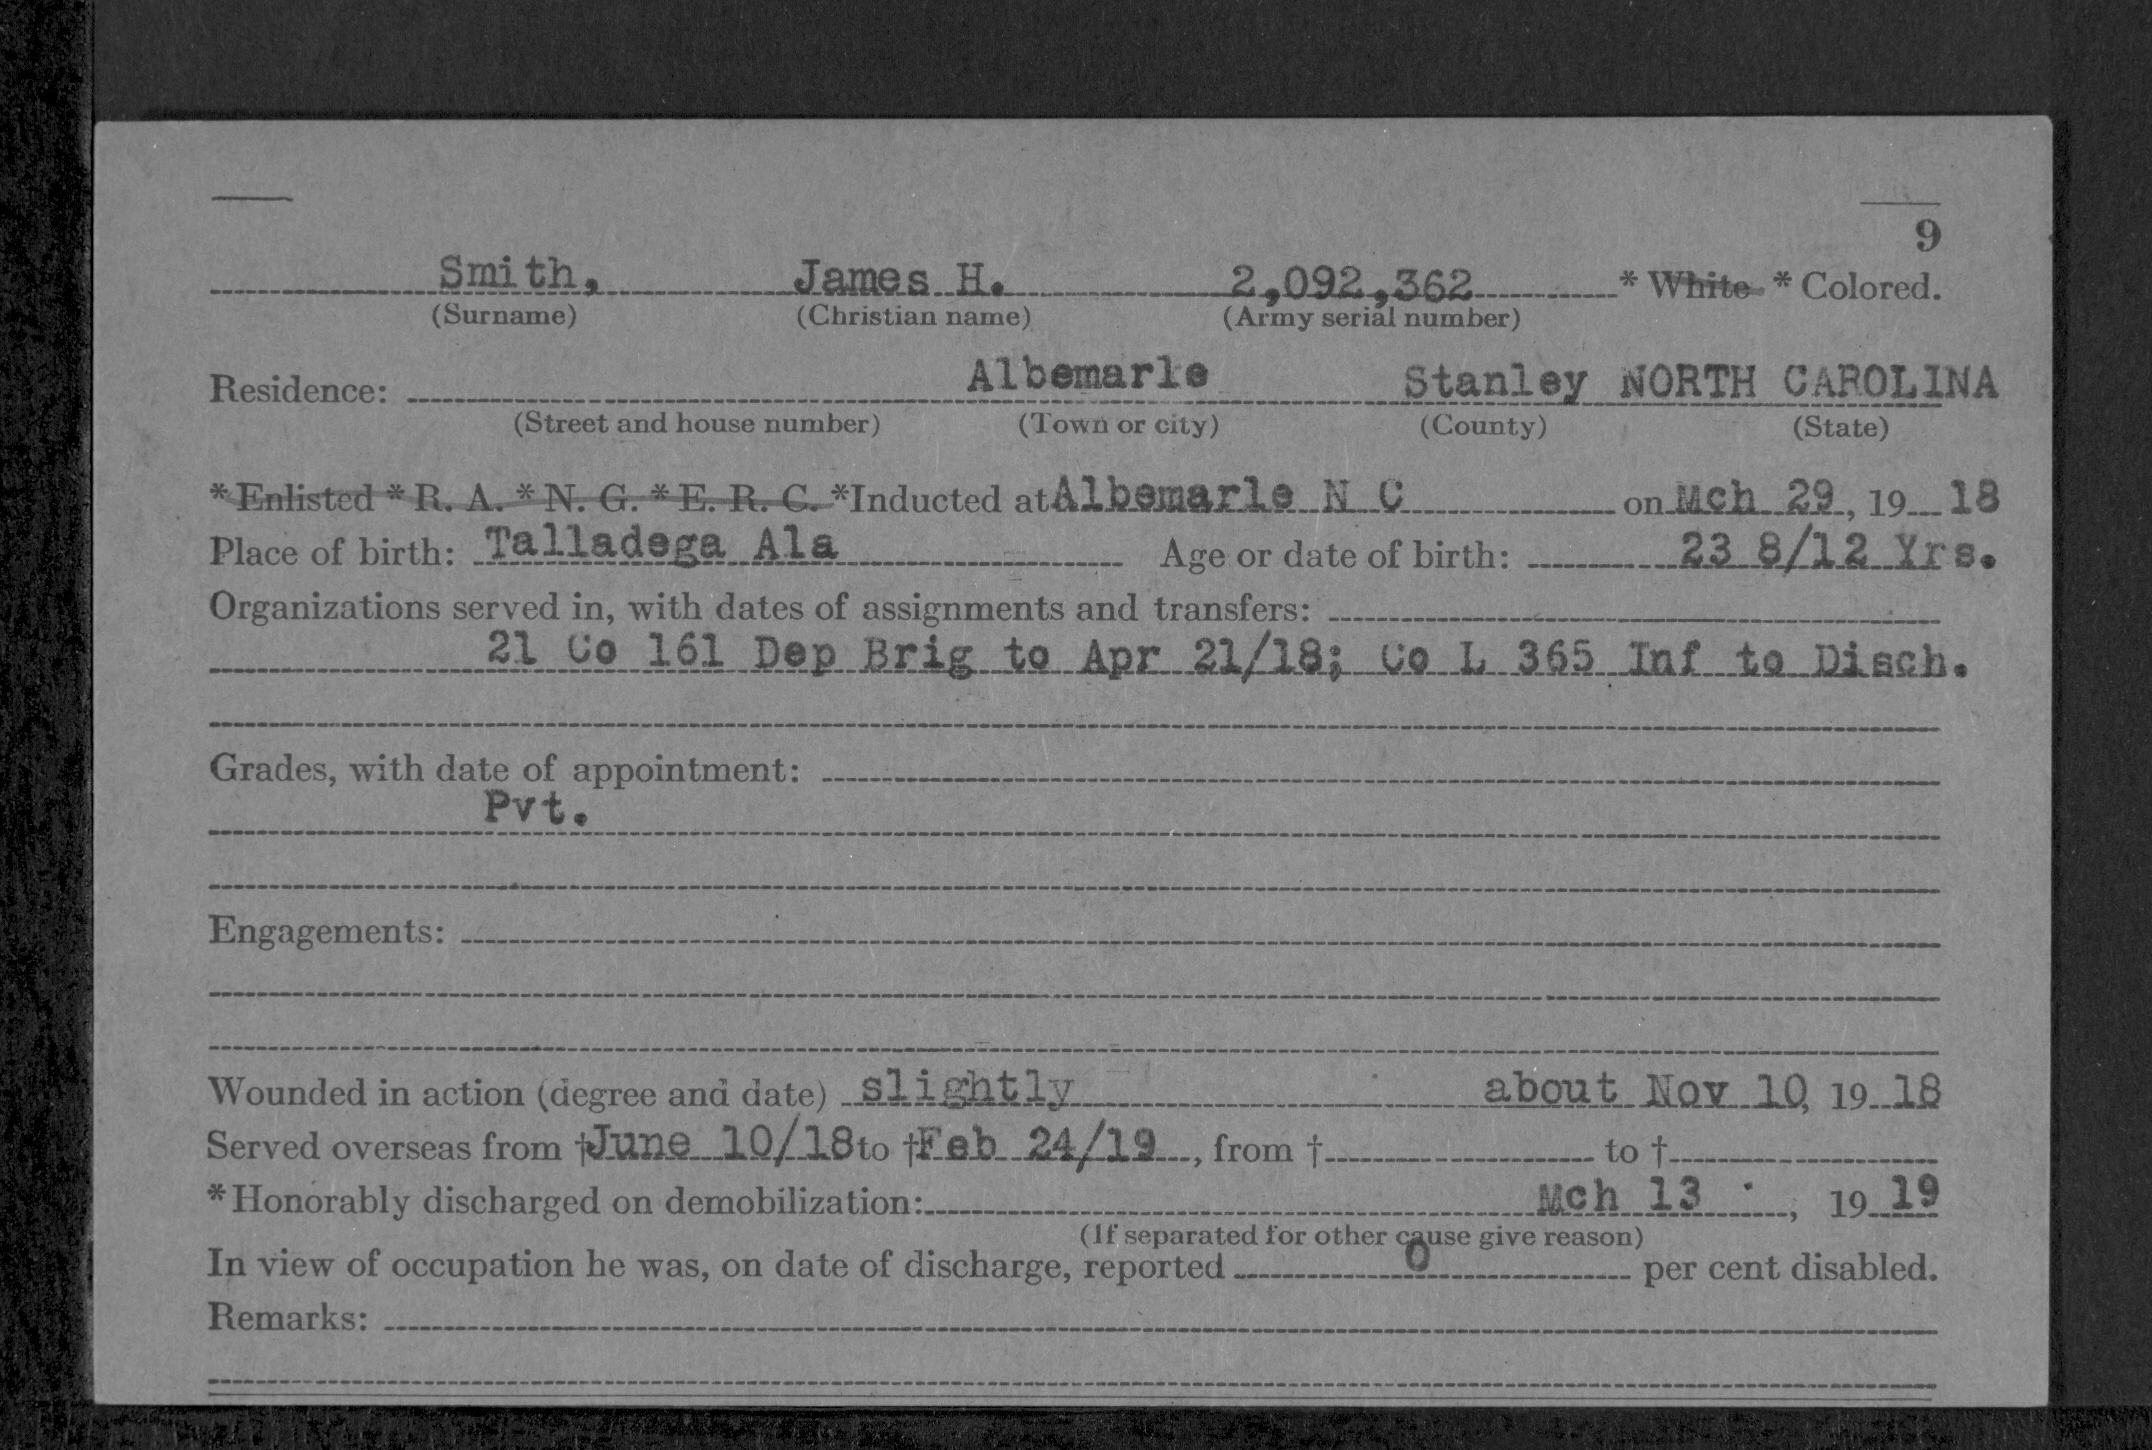 9
Smith, James H. 2,092,362 * White * Colored.
(Surname) (Christian name) (Army serial number)
Residence: Albemarle Stanley NORTH CAROLINA
(Street and house number) (Town or city) (County) (State)
* Enlisted * R. A. * N. G. * E. R. C. *Inducted at Albemarle N C on Mch 29, 19 18
Place of birth: Talladega Ala Age or date of birth: 23 8/12 Yrs.
Organizations served in, with dates of assignments and transfers:
21 Co 161 Dep Brig to Apr 21/18; Co L 365 Inf to Disch.
Grades, with date of appointment:
Pvt.
Engagements:
Wounded in action (degree and date) slightly about Nov 10, 19 18
Served overseas from †June 10/18 to †Feb 24/19, from † to †
*Honorably discharged on demobilization: Mch 13, 19 19
(If separated for other cause give reason)
In view of occupation he was, on date of discharge, reported 0 per cent disabled.
Remarks: